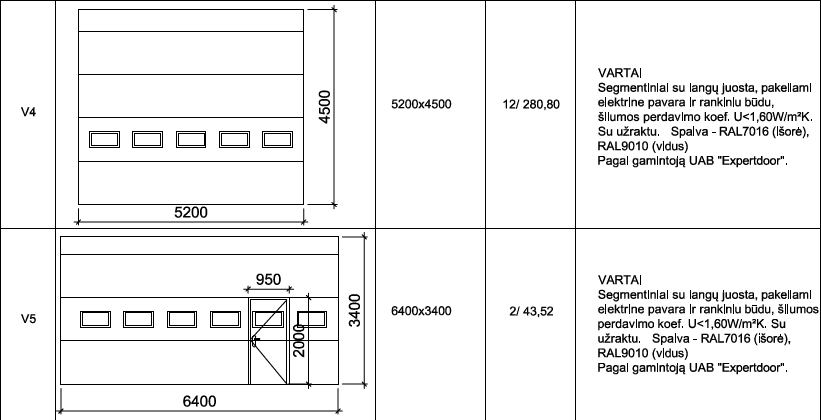 V4
4500
5200
5200x4500
12/ 280,80
VARTAI
Segmentiniai su langų juosta, pakeliami
elektrine pavara ir rankiniu būdu,
šilumos perdavimo koef. U<1,60W/m²K.
Su užraktu. Spalva - RAL7016 (išorė),
RAL9010 (vidus)
Pagal gamintoją UAB "Expertdoor".
V5
950
2000
3400
6400
6400x3400
2/ 43,52
VARTAI
Segmentiniai su langų juosta, pakeliami
elektrine pavara ir rankiniu būdu, šilumos
perdavimo koef. U<1,60W/m²K. Su
užraktu. Spalva - RAL7016 (išorė),
RAL9010 (vidus)
Pagal gamintoją UAB "Expertdoor".